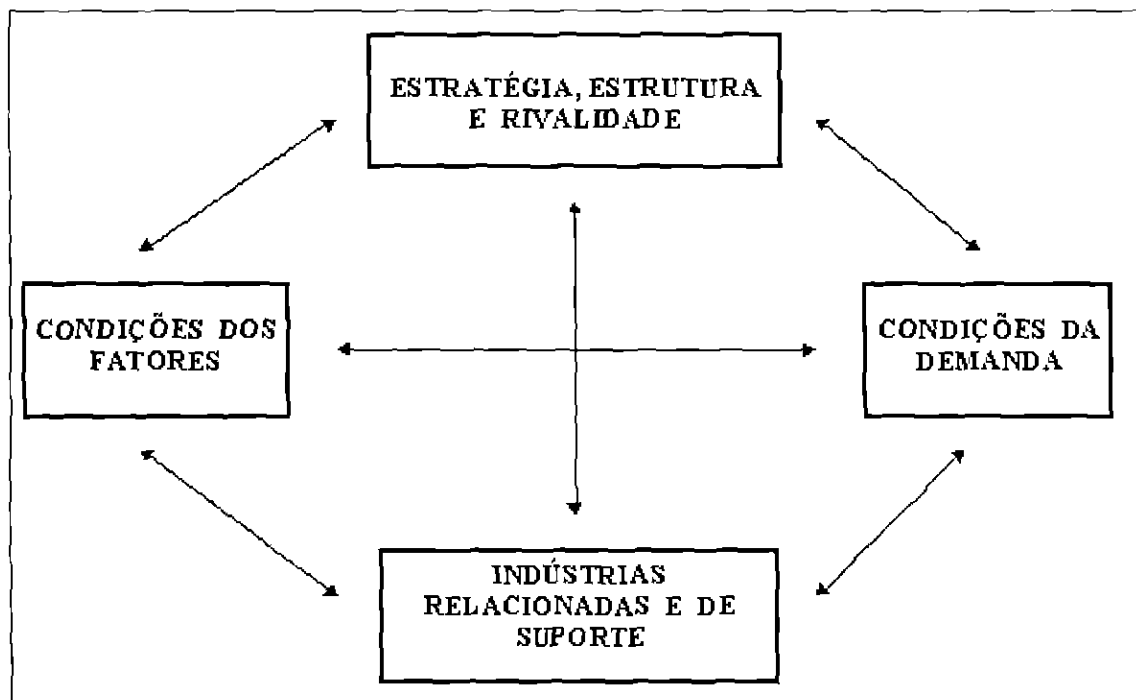 ESTRATÉGIA, ESTRUTURA
E RIVALIDADE
CONDIÇÕES DOS
FATORES
CONDIÇÕES DA
DEMANDA
INDÚSTRIAS
RELACIONADAS E DE
SUPORTE